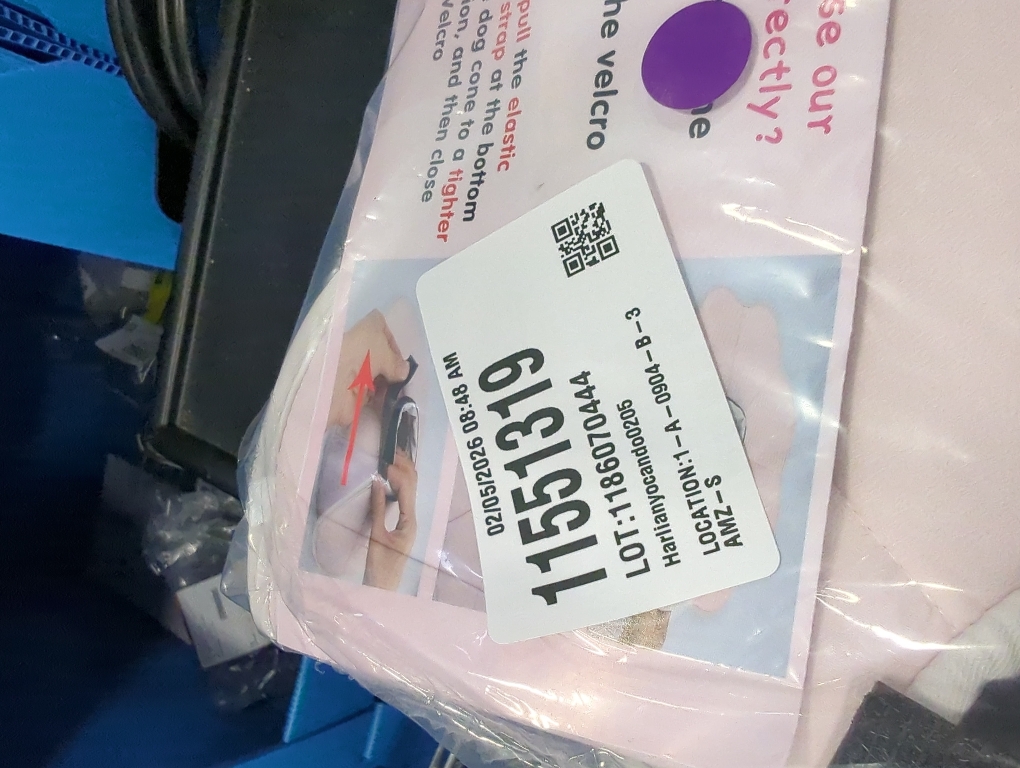 se our
ectly?
he velcro
ne
pull the elastic
strap at the bottom
dog cone to a tighter
ion, and then close
Velcro
02/05/2026 08:48 AM
11551319
LOT:1186070444
Harlianyocando0205
LOCATION:1-A-0904-B-3
AMZ-S